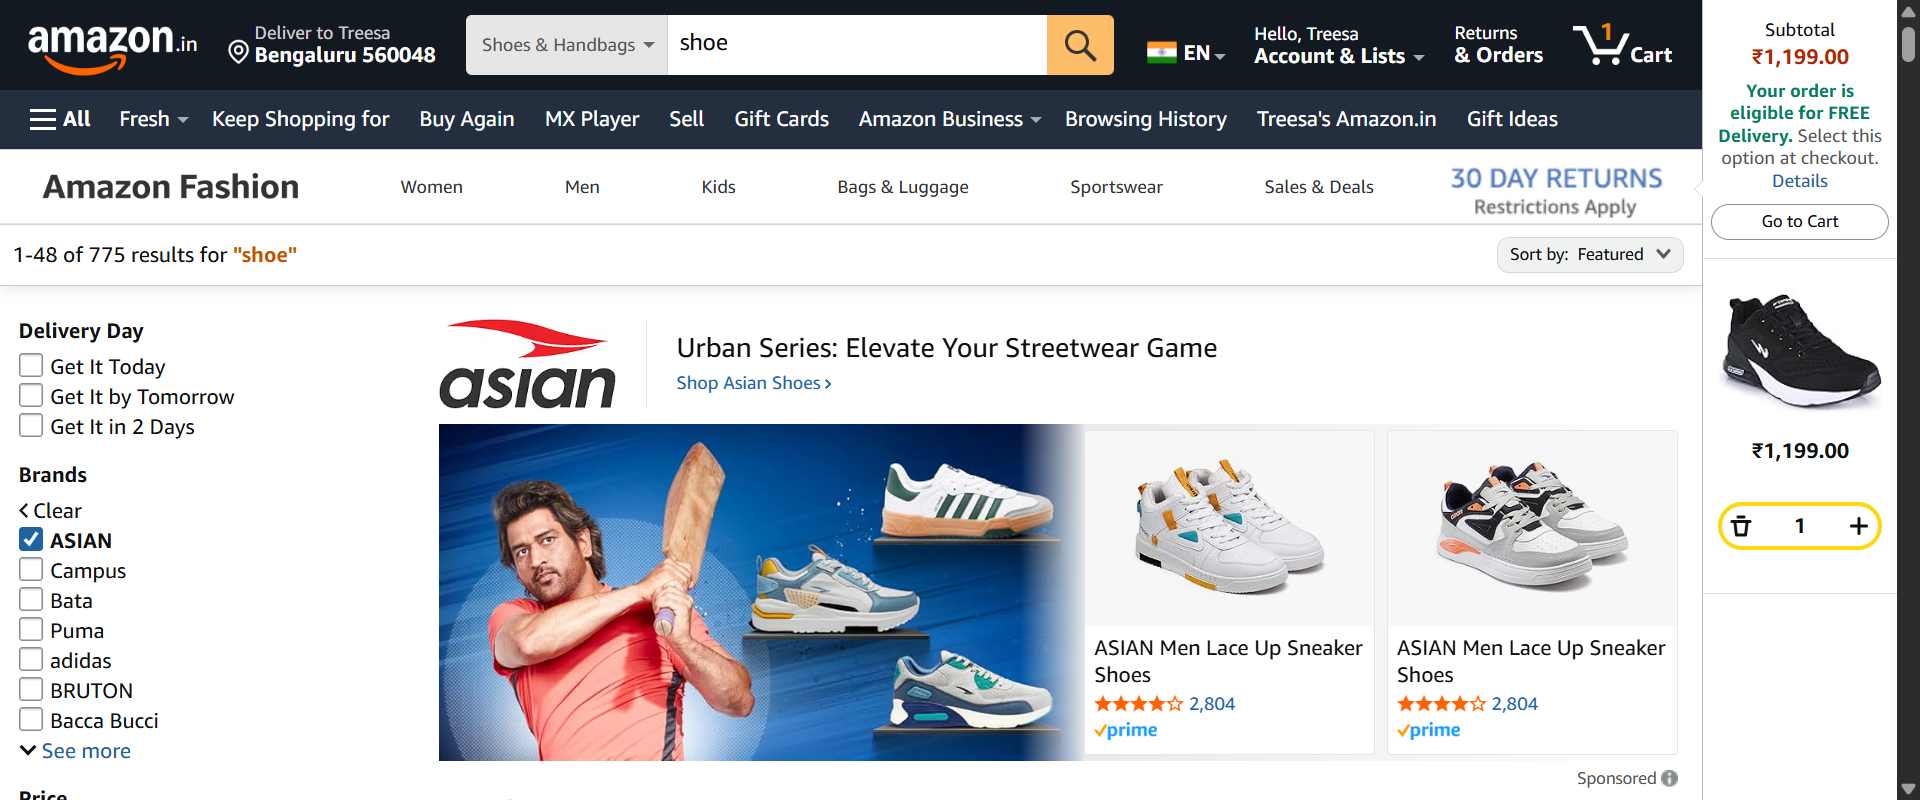 amazon.in
Deliver to Treesa
Bengaluru 560048
Shoes & Handbags
shoe
EN
Hello, Treesa
Account & Lists
Returns
& Orders
1
Cart
All
Fresh
Keep Shopping for
Buy Again
MX Player
Sell
Gift Cards
Amazon Business
Browsing History
Treesa's Amazon.in
Gift Ideas
Amazon Fashion
Women
Men
Kids
Bags & Luggage
Sportswear
Sales & Deals
30 DAY RETURNS
Restrictions Apply
1-48 of 775 results for "shoe"
Sort by: Featured
Delivery Day
Get It Today
Get It by Tomorrow
Get It in 2 Days
Brands
Clear
ASIAN
Campus
Bata
Puma
adidas
BRUTON
Bacca Bucci
See more
Price
asian
Urban Series: Elevate Your Streetwear Game
Shop Asian Shoes
ASIAN Men Lace Up Sneaker
Shoes
2,804
prime
ASIAN Men Lace Up Sneaker
Shoes
2,804
prime
Sponsored
Subtotal
₹1,199.00
Your order is
eligible for FREE
Delivery. Select this
option at checkout.
Details
Go to Cart
₹1,199.00
1